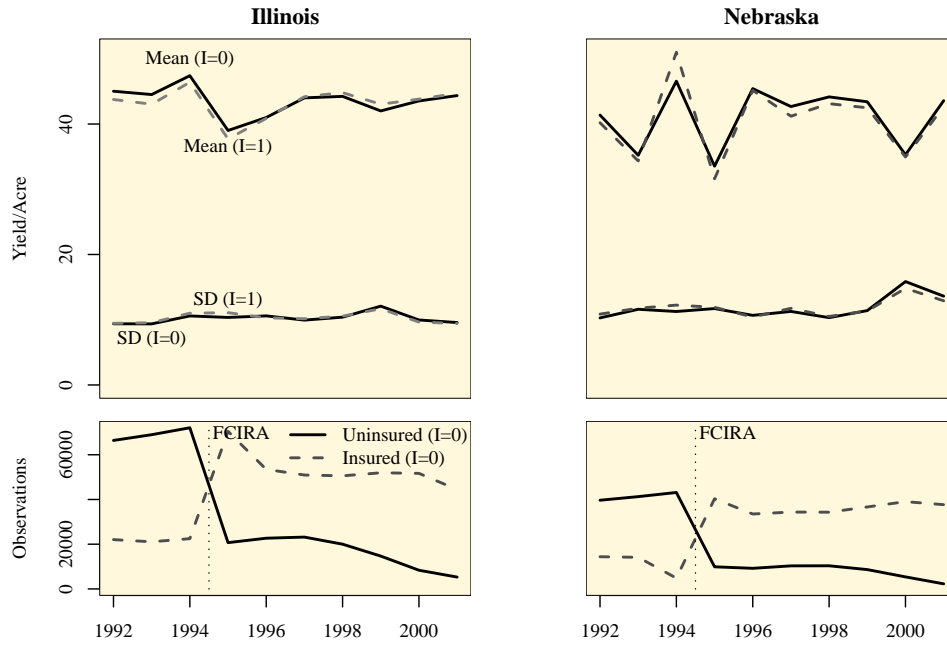 Illinois
Nebraska
Mean (I=0)
Mean (I=1)
SD (I=1)
SD (I=0)
Yield/Acre
40
20
0
FCIRA
Uninsured (I=0)
Insured (I=0)
FCIRA
Observations
60000
20000
0
1992 1994 1996 1998 2000
1992 1994 1996 1998 2000